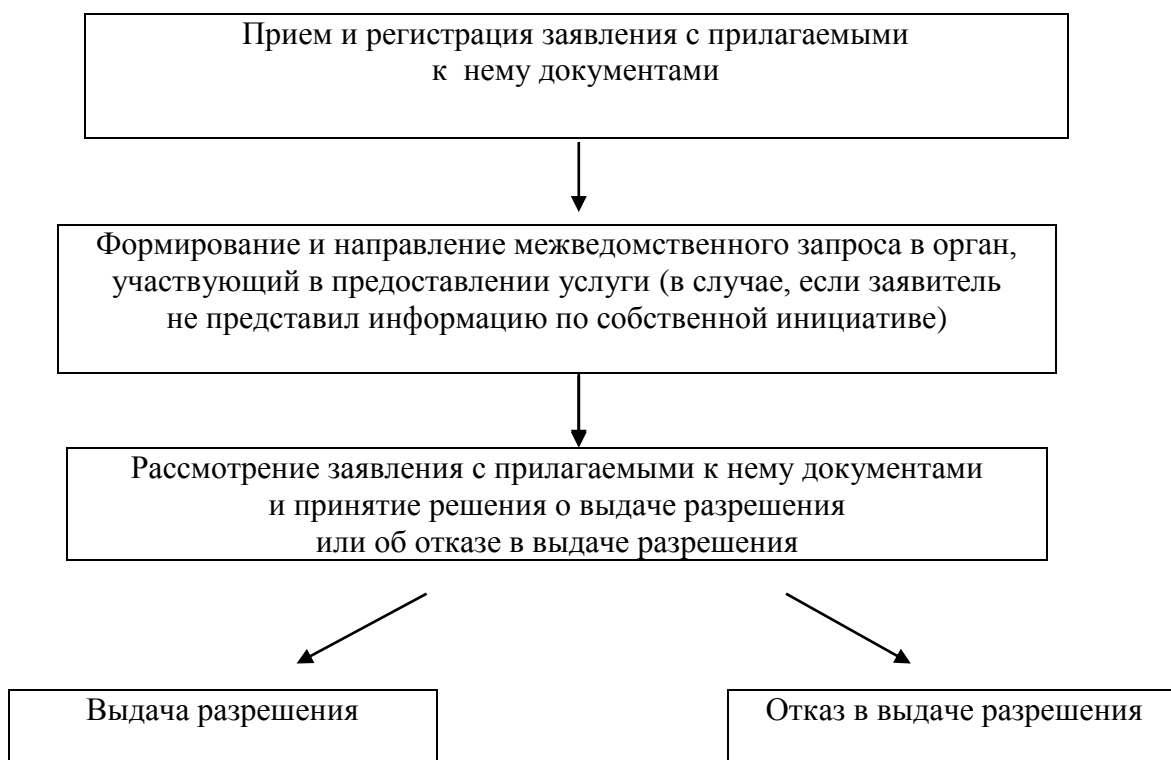 Прием и регистрация заявления с прилагаемыми
к нему документами
Формирование и направление межведомственного запроса в орган,
участвующий в предоставлении услуги (в случае, если заявитель
не представил информацию по собственной инициативе)
Рассмотрение заявления с прилагаемыми к нему документами
и принятие решения о выдаче разрешения
или об отказе в выдаче разрешения
Выдача разрешения
Отказ в выдаче разрешения